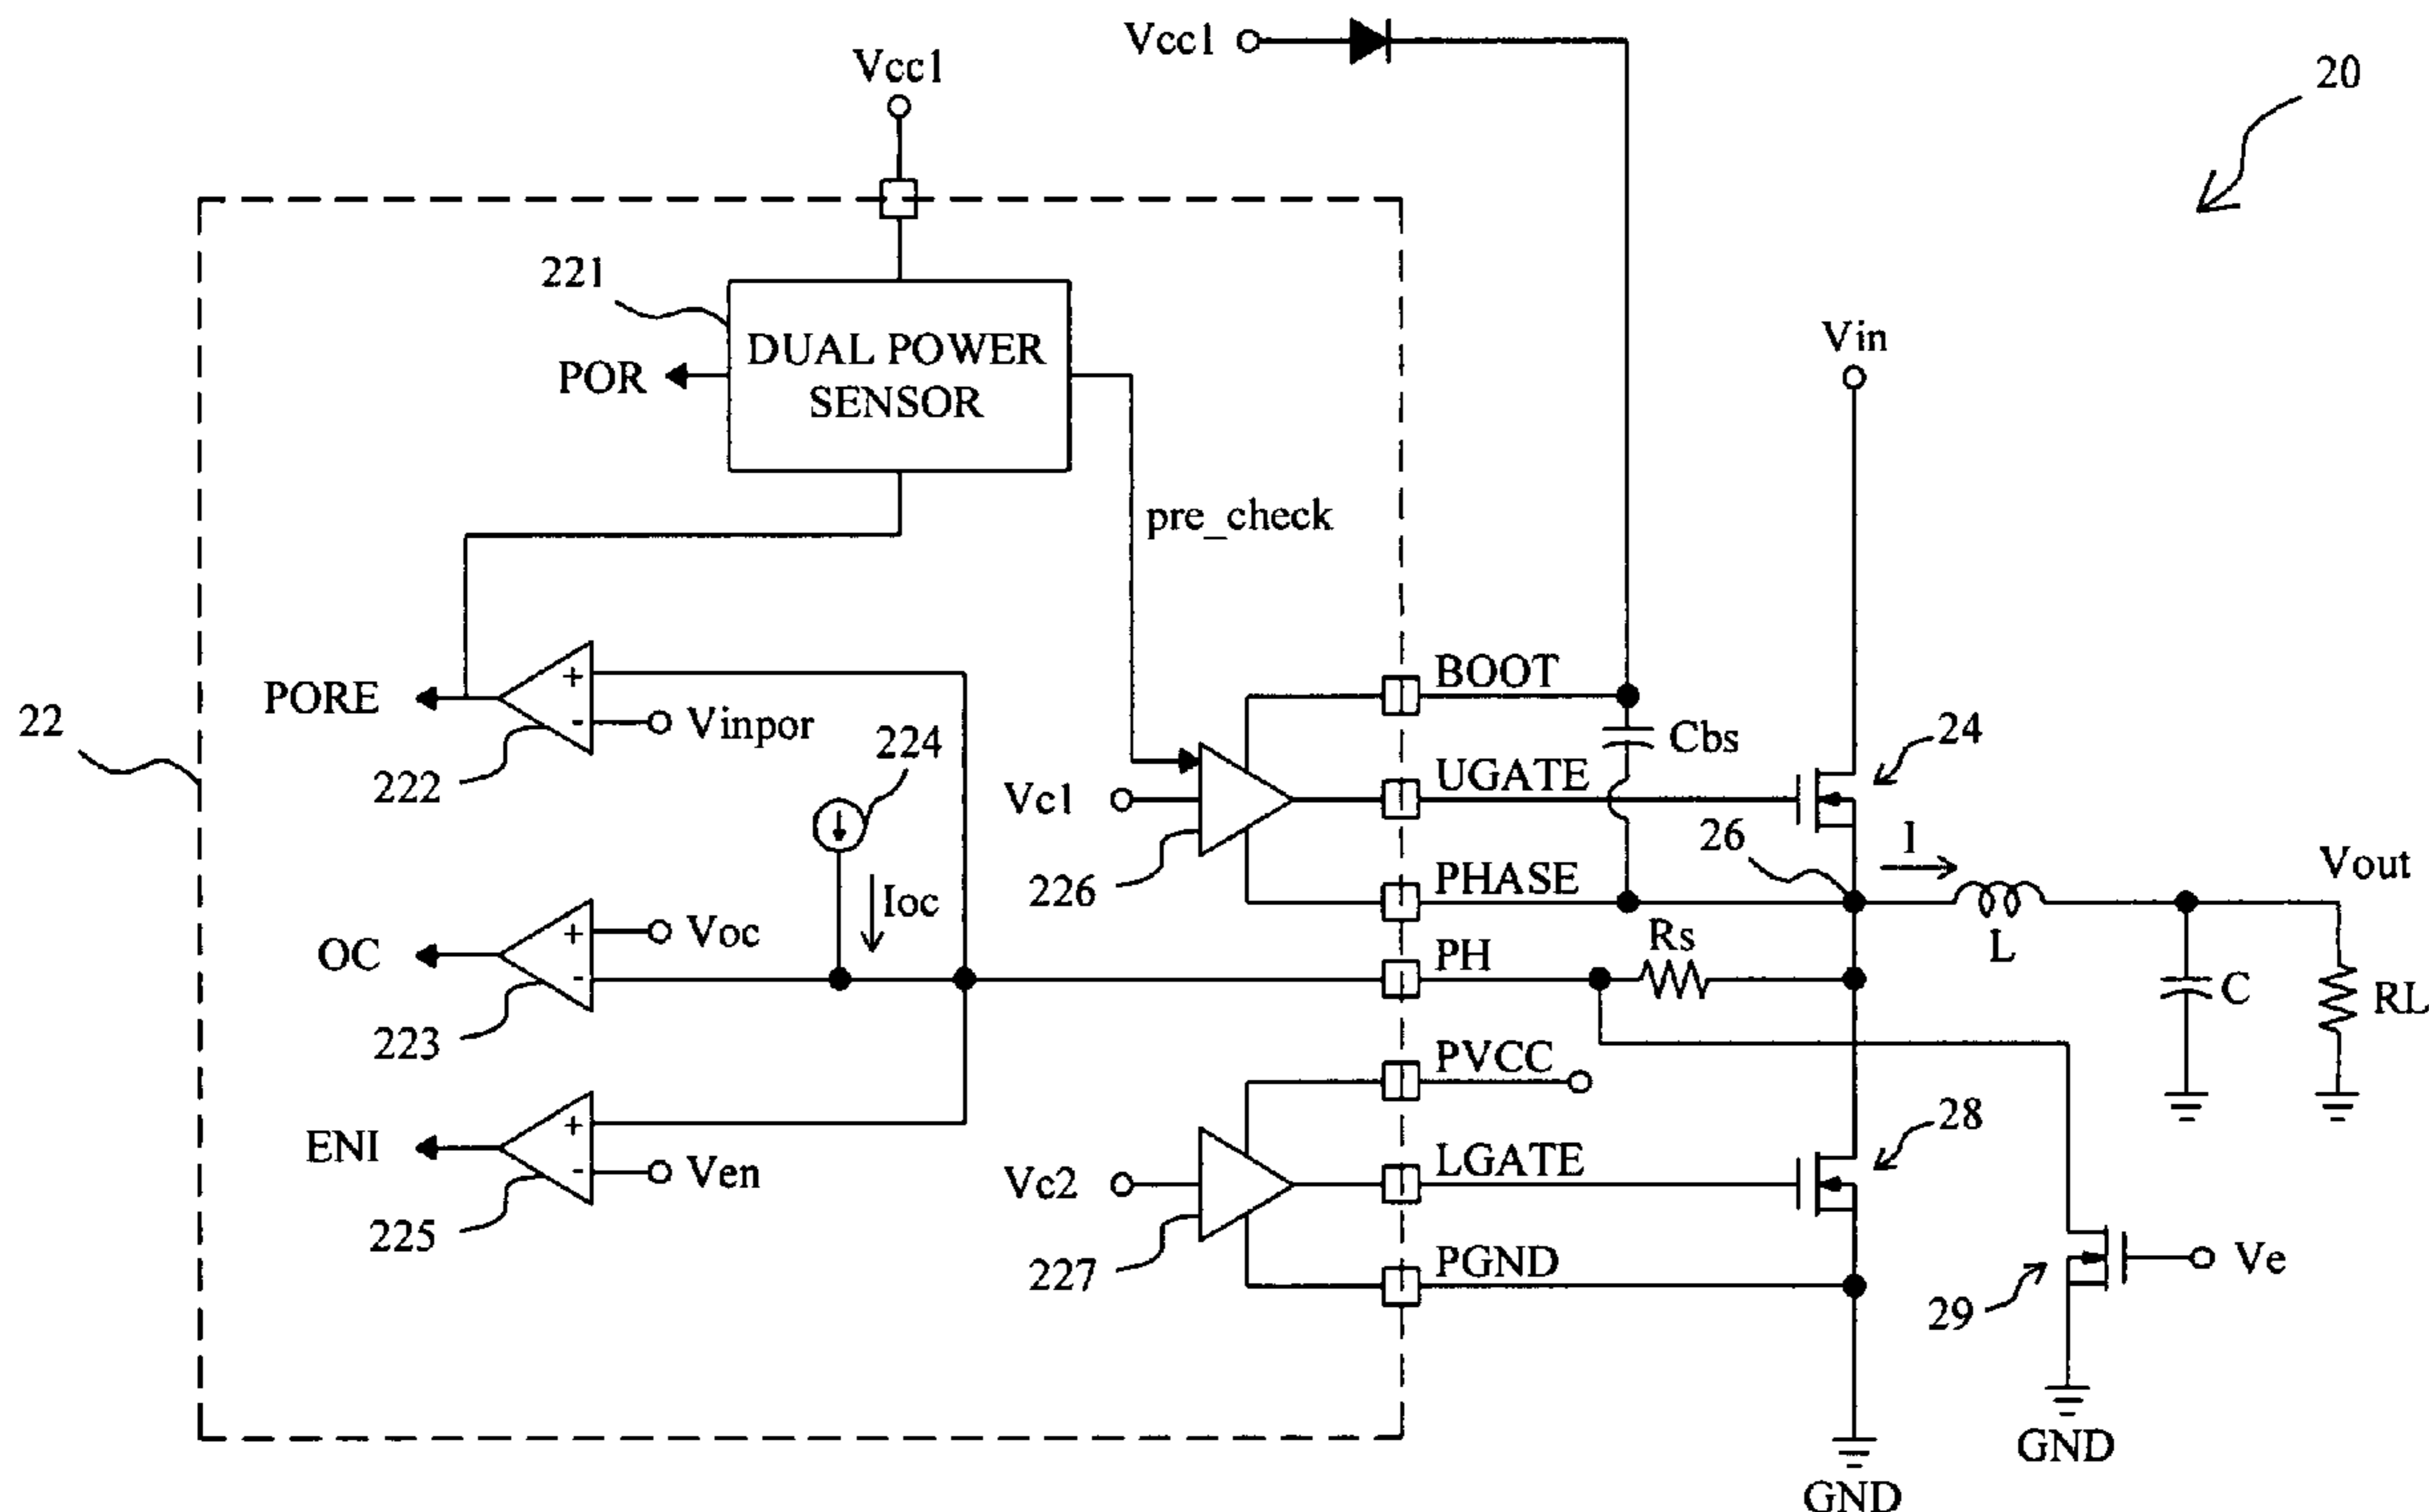 Vcc1
20
Vcc1
221
DUAL POWER
SENSOR
POR
Vin
pre_check
BOOT
PORE
+
-
Vinpor
22
222
224
Cbs
24
UGATE
Vc1
26
I
Vout
226
PHASE
Ioc
OC
+
-
Voc
PH
Rs
L
C
RL
223
PVCC
28
ENI
+
-
Ven
Vc2
LGATE
225
227
PGND
29
Ve
GND
GND